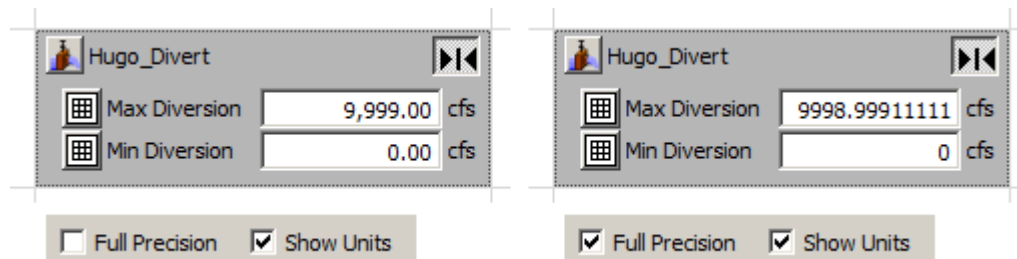 Hugo_Divert
Max Diversion 9,999.00 cfs
Min Diversion 0.00 cfs
Full Precision Show Units
Hugo_Divert
Max Diversion 9998.99911111 cfs
Min Diversion 0 cfs
Full Precision Show Units